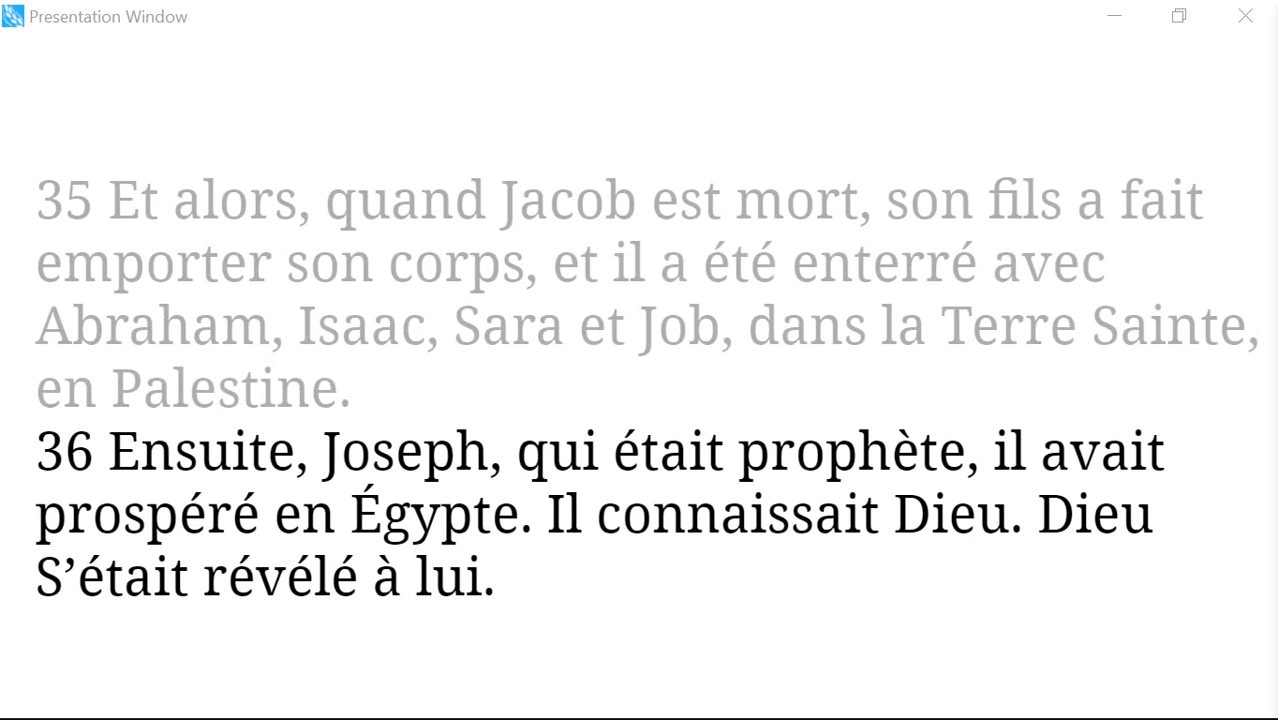 Presentation Window
35 Et alors, quand Jacob est mort, son fils a fait
emporter son corps, et il a été enterré avec
Abraham, Isaac, Sara et Job, dans la Terre Sainte,
en Palestine.
36 Ensuite, Joseph, qui était prophète, il avait
prospéré en Égypte. Il connaissait Dieu. Dieu
S’était révélé à lui.